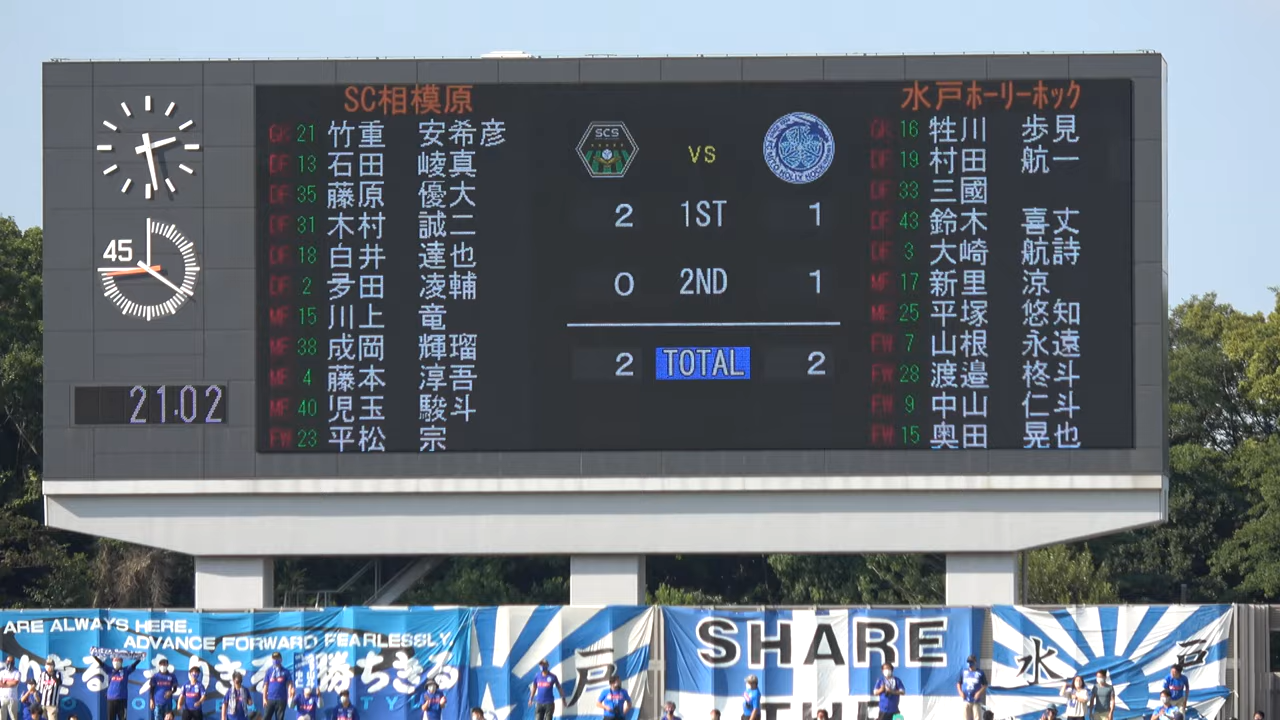 SC相模原
GK 21 竹重 安希彦
DF 13 石田 崚真
DF 35 藤原 優大
DF 31 木村 誠二
DF 18 白井 達也
DF 2 夛田 凌輔
MF 15 川上 竜
MF 38 成岡 輝瑠
MF 4 藤本 淳吾
MF 40 児玉 駿斗
FW 23 平松 宗
SCS
VS
2 1ST 1
0 2ND 1
2 TOTAL 2
水戸ホーリーホック
GK 16 牲川 歩見
DF 19 村田 航一
DF 33 三國
DF 43 鈴木 喜丈
DF 3 大崎 航詩
MF 17 新里 涼
MF 25 平塚 悠知
FW 7 山根 永遠
FW 28 渡邉 柊斗
FW 9 中山 仁斗
FW 15 奥田 晃也
45
21:02
ARE ALWAYS HERE.
ADVANCE FORWARD FEARLESSLY.
勝ちきる
戸
SHARE
THE
水 戸